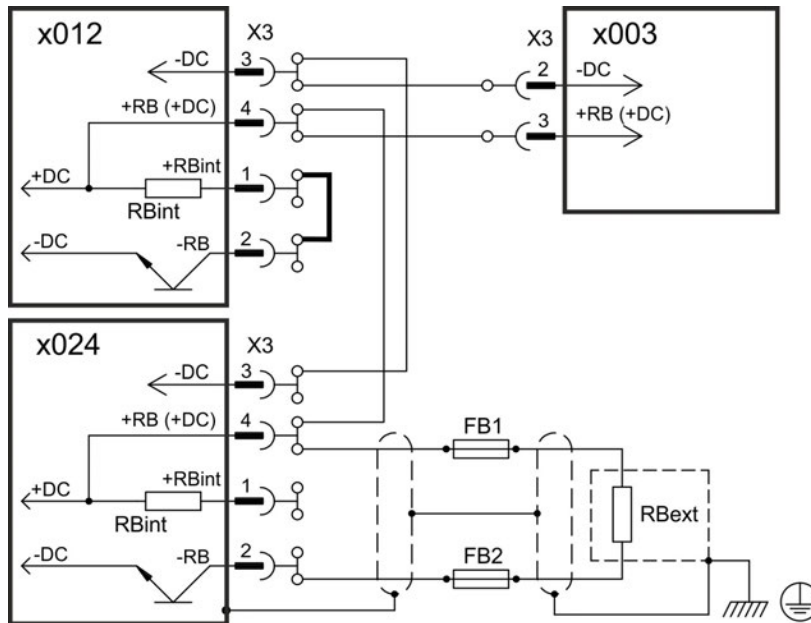 x012
X3
3
-DC
4
+RB (+DC)
+DC
+RBint
1
RBint
-DC
-RB
2
X3
x003
2
-DC
3
+RB (+DC)
x024
X3
3
-DC
4
+RB (+DC)
+DC
+RBint
1
RBint
-DC
-RB
2
FB1
RBext
FB2